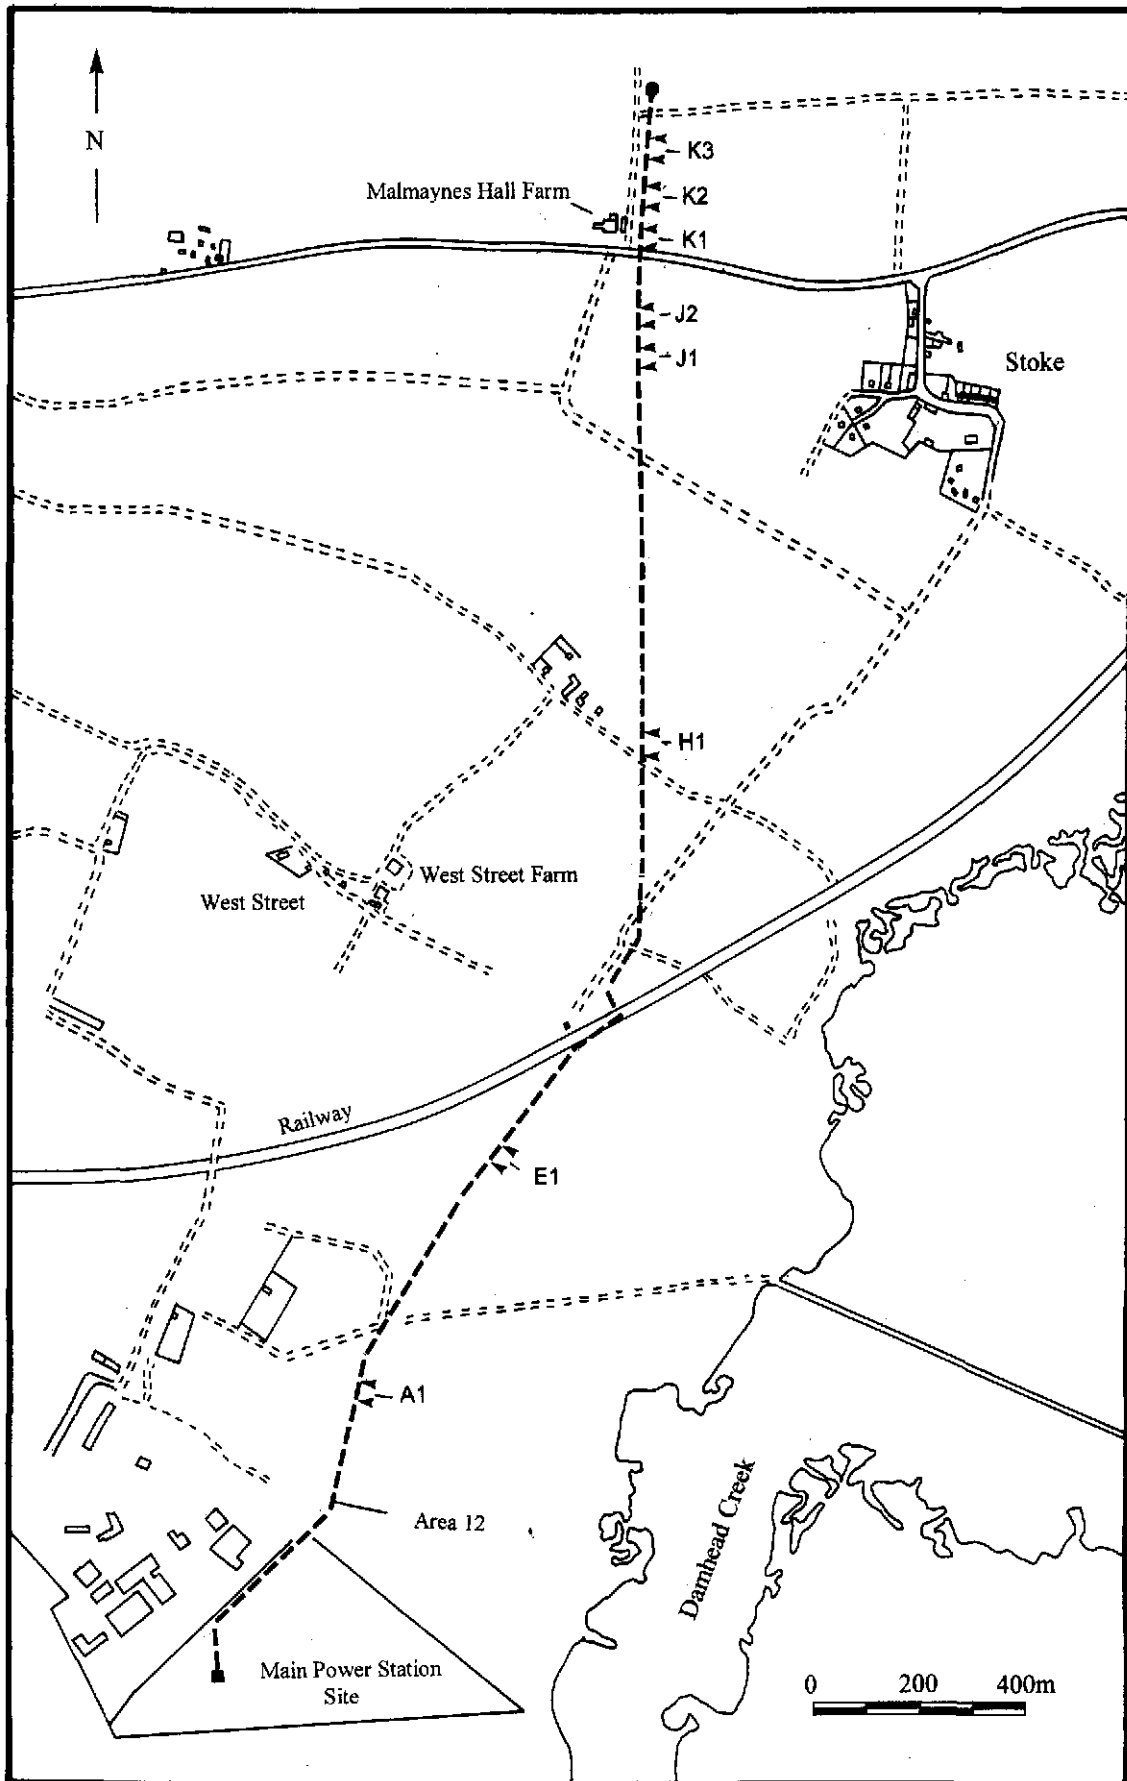 N
K3
Malmaynes Hall Farm
K2
K1
J2
J1
Stoke
H1
West Street Farm
West Street
Railway
E1
A1
Area 12
Damhead Creek
Main Power Station
Site
0 200 400m